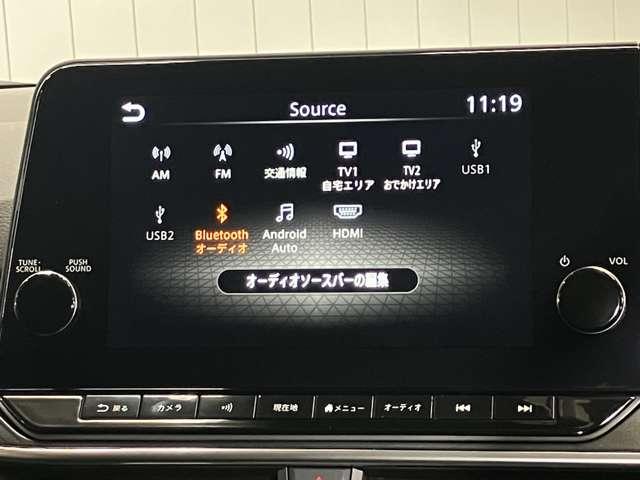 Source
11:19
AM
FM
交通情報
TV1
自宅エリア
TV2
おでかけエリア
USB1
USB2
Bluetooth
オーディオ
Android
Auto
HDMI
オーディオソースバーの編集
TUNE・
SCROLL
PUSH
SOUND
VOL
戻る
カメラ
現在地
メニュー
オーディオ